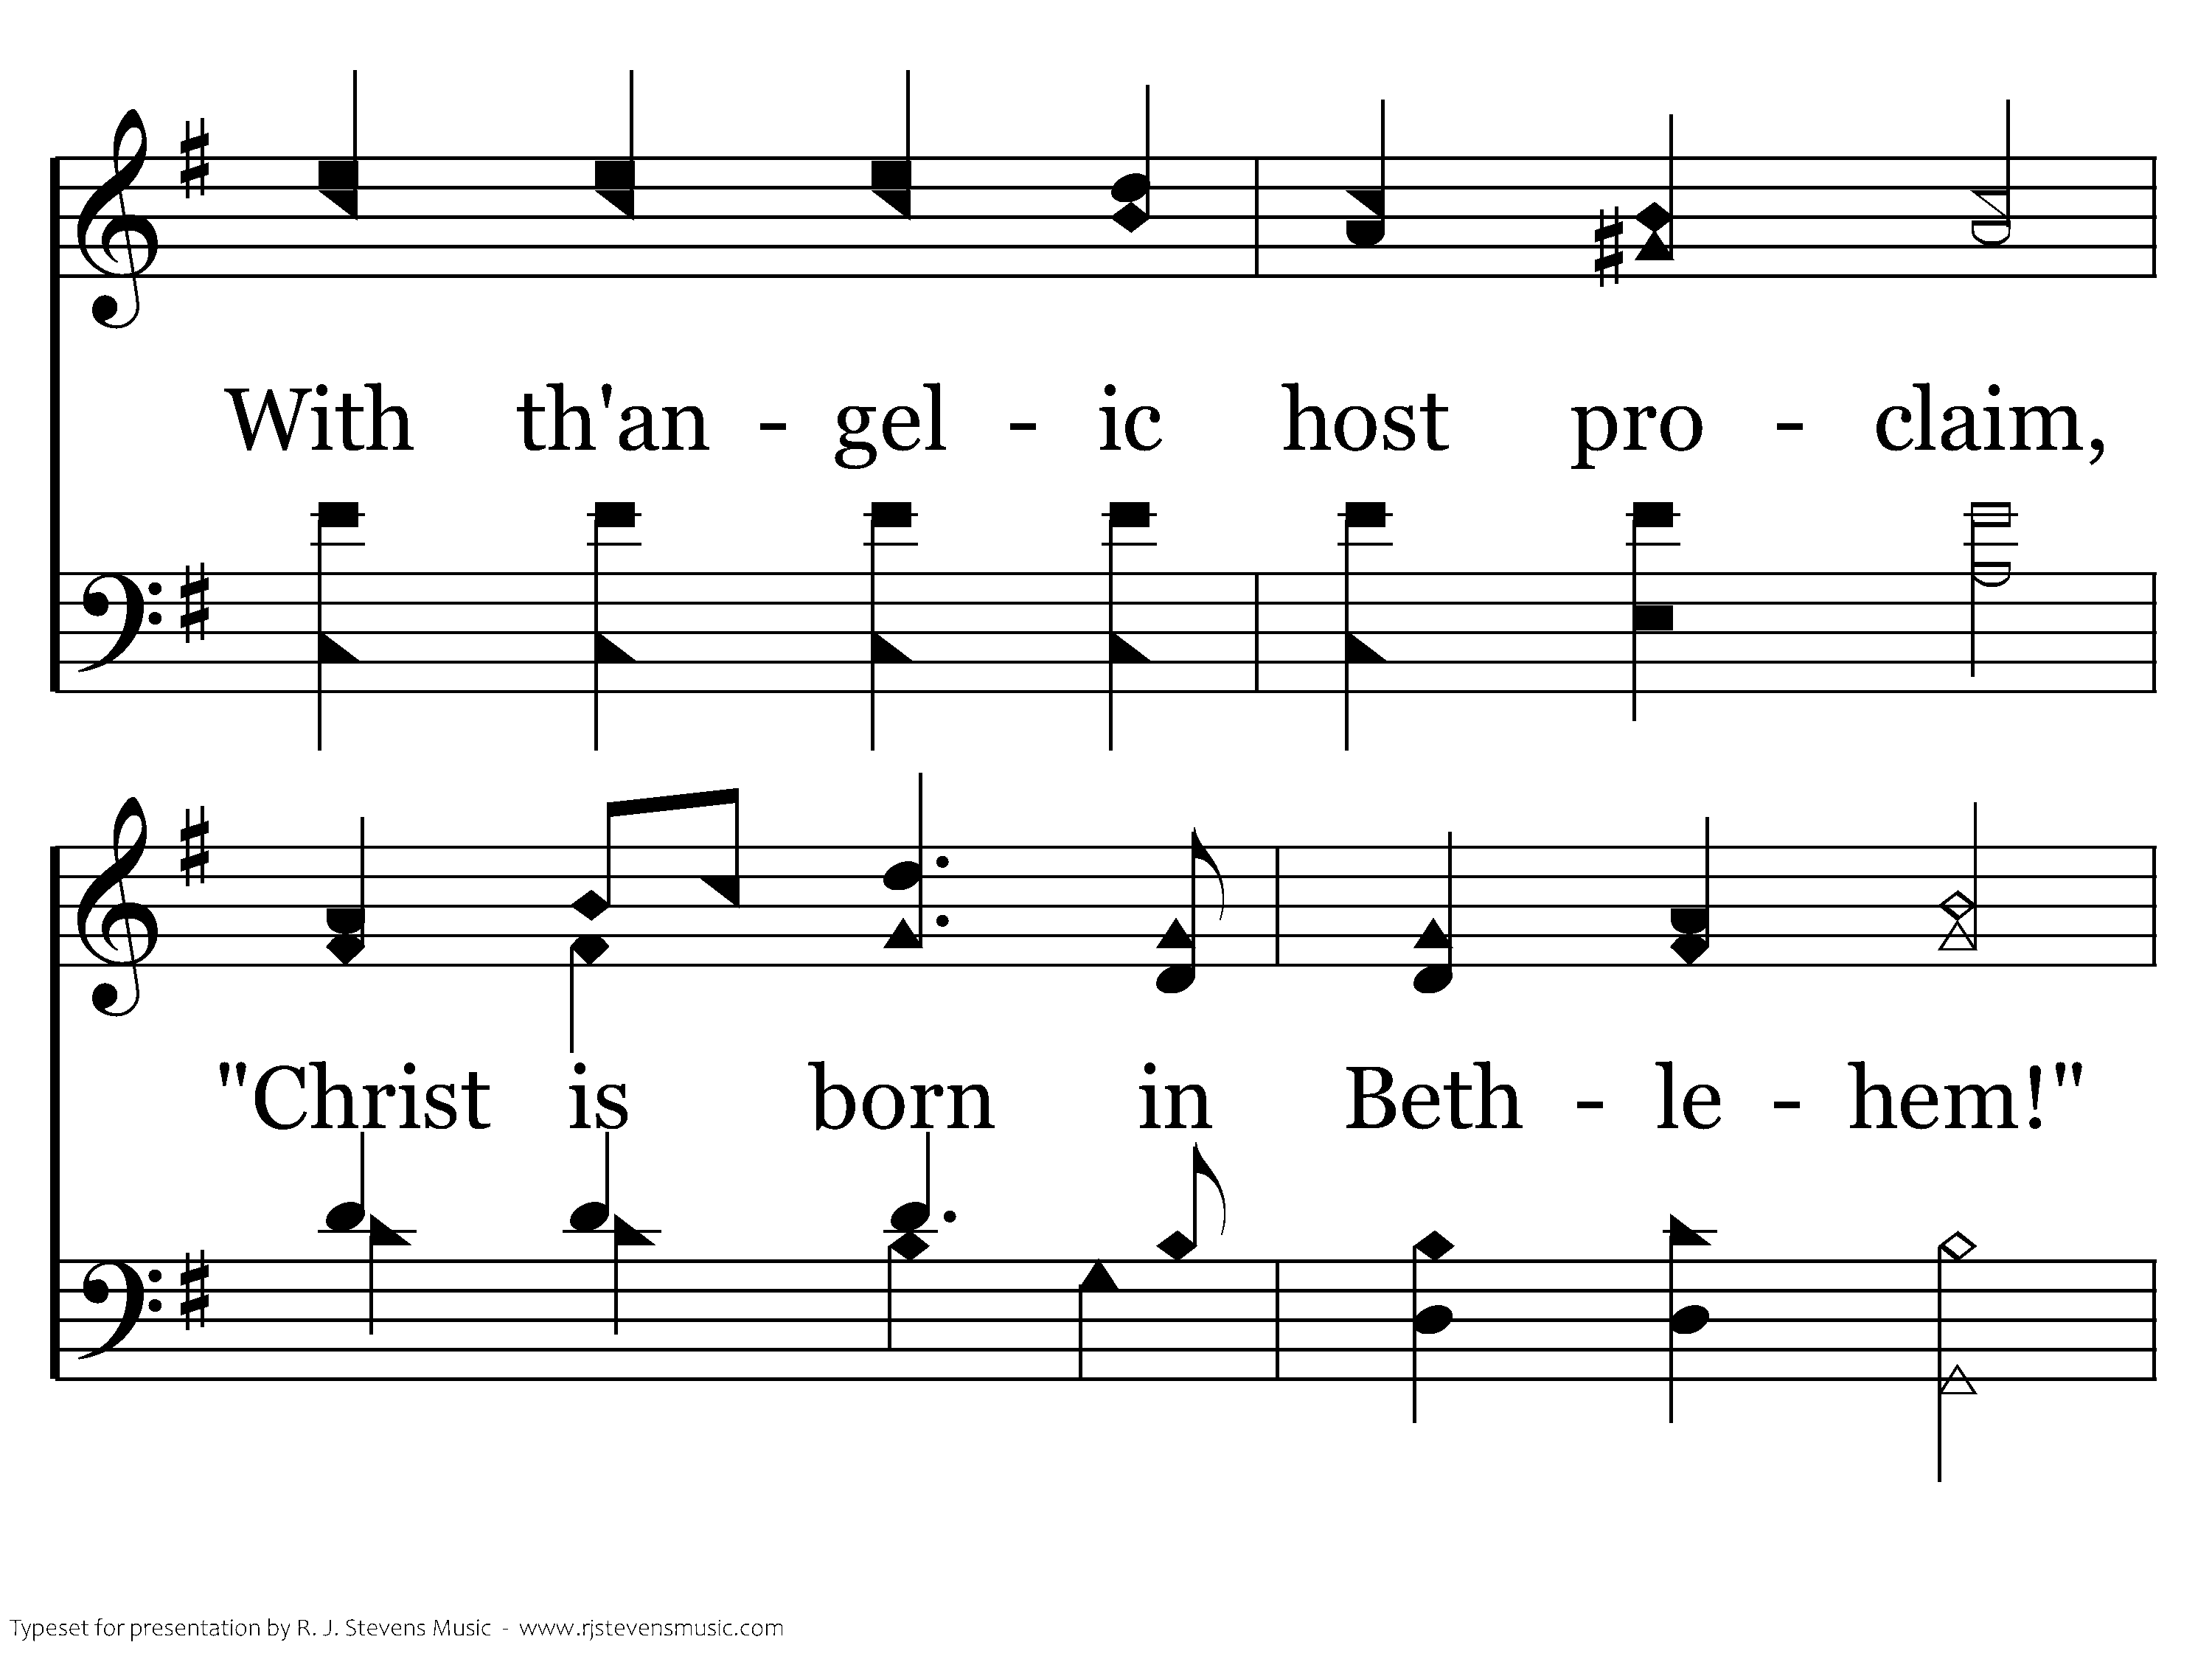 With th'an - gel - ic host pro - claim,
"Christ is born in Beth - le - hem!"
Typeset for presentation by R. J. Stevens Music - www.rjstevensmusic.com